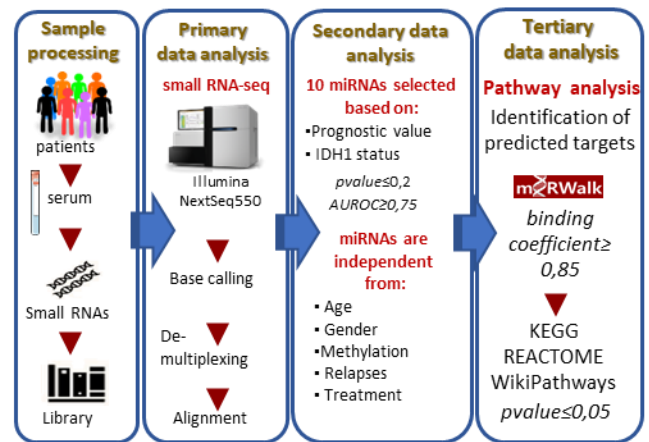 Sample
processing
patients
serum
Small RNAs
Library
Primary
data analysis
small RNA-seq
Illumina
NextSeq550
Base calling
De-
multiplexing
Alignment
Secondary data
analysis
10 miRNAs selected
based on:
▪Prognostic value
▪ IDH1 status
pvalue≤0,2
AUROC≥0,75
miRNAs are
independent
from:
▪ Age
▪ Gender
▪Methylation
▪ Relapses
▪ Treatment
Tertiary
data analysis
Pathway analysis
Identification of
predicted targets
miRWalk
binding
coefficient≥
0,85
KEGG
REACTOME
WikiPathways
pvalue≤0,05